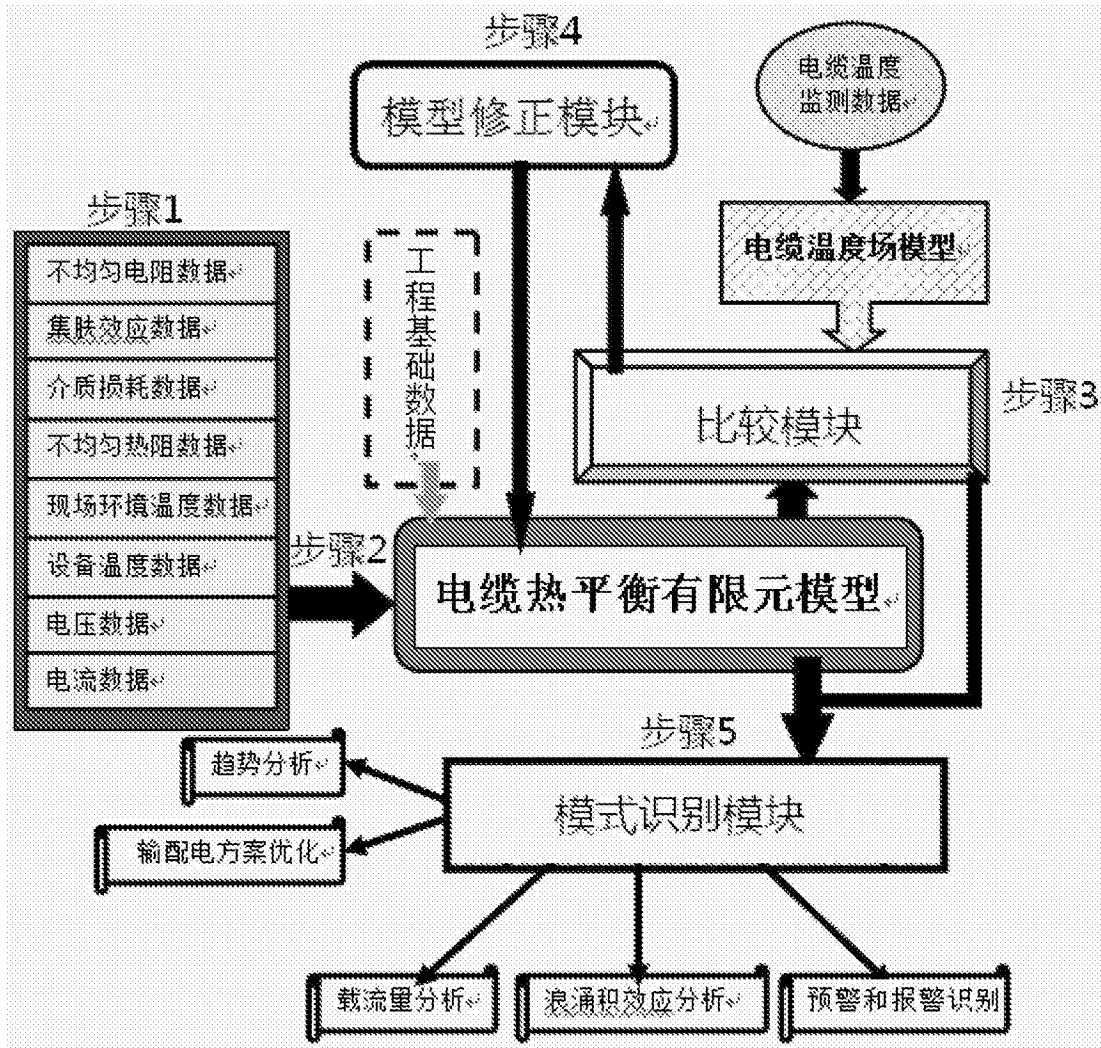 步骤4
模型修正模块
电缆温度
监测数据
步骤1
电缆温度场模型
不均匀电阻数据
集肤效应数据
介质损耗数据
不均匀热阻数据
现场环境温度数据
设备温度数据
电压数据
电流数据
工程基础数据
步骤3
比较模块
步骤2
电缆热平衡有限元模型
步骤5
模式识别模块
趋势分析
输配电方案优化
载流量分析
浪涌积效应分析
预警和报警识别